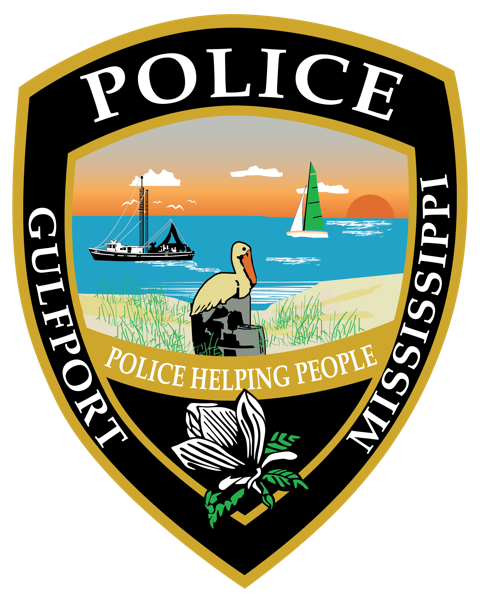 POLICE
GULFPORT
MISSISSIPPI
POLICE HELPING PEOPLE